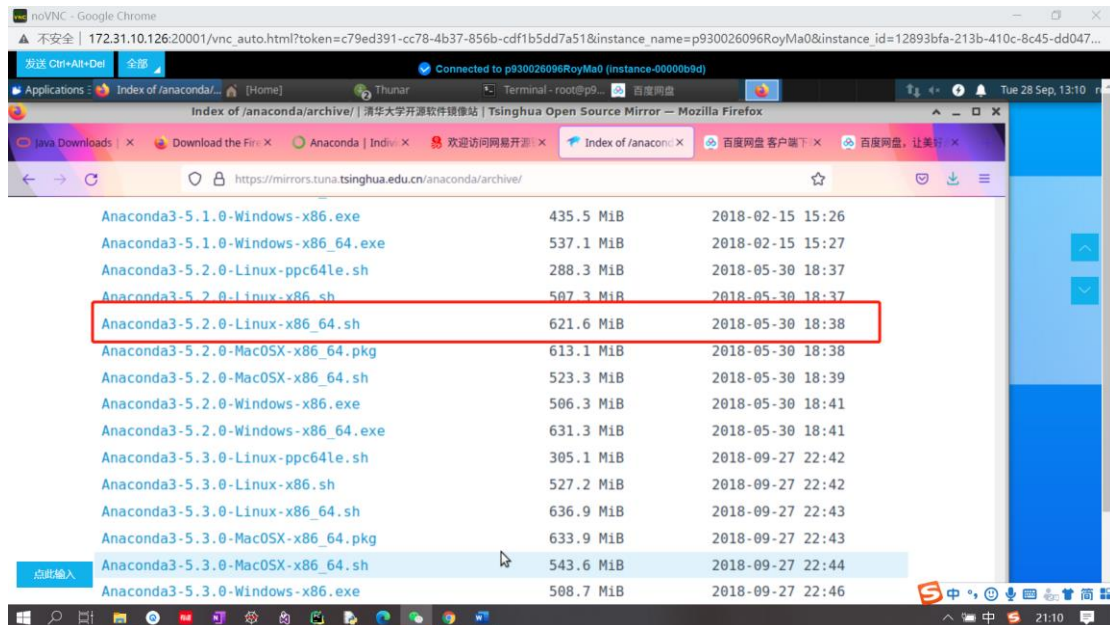 noVNC - Google Chrome
不安全 | 172.31.10.126:20001/vnc_auto.html?token=c79ed391-cc78-4b37-856b-cdf1b5dd7a51&instance_name=p930026096RoyMa0&instance_id=12893bfa-213b-410c-8c45-dd047...
发送 Ctrl+Alt+Del 全部 Connected to p930026096RoyMa0 (instance-00000b9d)
Applications Index of /anaconda/... [Home] Thunar Terminal - root@p9... 百度网盘 Tue 28 Sep, 13:10
Index of /anaconda/archive/ | 清华大学开源软件镜像站 | Tsinghua Open Source Mirror — Mozilla Firefox
Java Downloads Download the Fire Anaconda | Indivi 欢迎访问网易开源 Index of /anacond 百度网盘 客户端下 百度网盘，让美好
https://mirrors.tuna.tsinghua.edu.cn/anaconda/archive/
Anaconda3-5.1.0-Windows-x86.exe 435.5 MiB 2018-02-15 15:26
Anaconda3-5.1.0-Windows-x86_64.exe 537.1 MiB 2018-02-15 15:27
Anaconda3-5.2.0-Linux-ppc64le.sh 288.3 MiB 2018-05-30 18:37
Anaconda3-5.2.0-Linux-x86.sh 507.3 MiB 2018-05-30 18:37
Anaconda3-5.2.0-Linux-x86_64.sh 621.6 MiB 2018-05-30 18:38
Anaconda3-5.2.0-MacOSX-x86_64.pkg 613.1 MiB 2018-05-30 18:38
Anaconda3-5.2.0-MacOSX-x86_64.sh 523.3 MiB 2018-05-30 18:39
Anaconda3-5.2.0-Windows-x86.exe 506.3 MiB 2018-05-30 18:41
Anaconda3-5.2.0-Windows-x86_64.exe 631.3 MiB 2018-05-30 18:41
Anaconda3-5.3.0-Linux-ppc64le.sh 305.1 MiB 2018-09-27 22:42
Anaconda3-5.3.0-Linux-x86.sh 527.2 MiB 2018-09-27 22:42
Anaconda3-5.3.0-Linux-x86_64.sh 636.9 MiB 2018-09-27 22:43
Anaconda3-5.3.0-MacOSX-x86_64.pkg 633.9 MiB 2018-09-27 22:43
Anaconda3-5.3.0-MacOSX-x86_64.sh 543.6 MiB 2018-09-27 22:44
点此输入
Anaconda3-5.3.0-Windows-x86.exe 508.7 MiB 2018-09-27 22:46
中 简
中 21:10